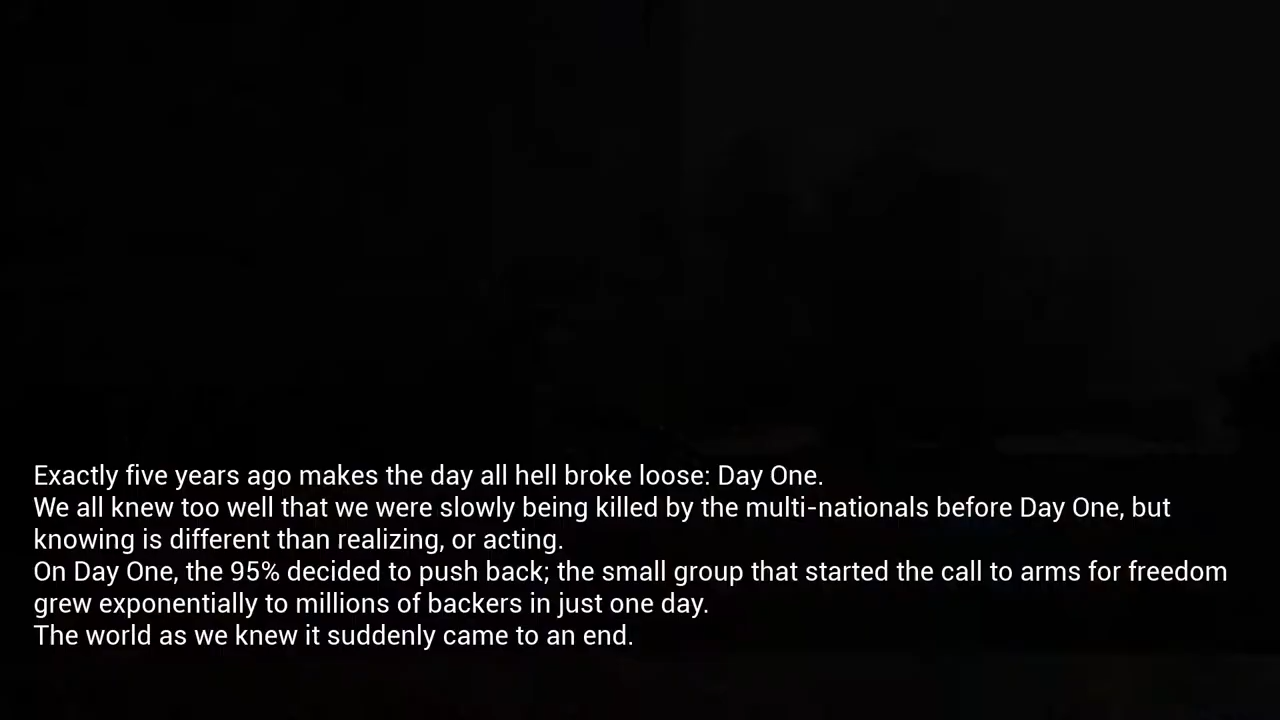 Exactly five years ago makes the day all hell broke loose: Day One.
We all knew too well that we were slowly being killed by the multi-nationals before Day One, but
knowing is different than realizing, or acting.
On Day One, the 95% decided to push back; the small group that started the call to arms for freedom
grew exponentially to millions of backers in just one day.
The world as we knew it suddenly came to an end.